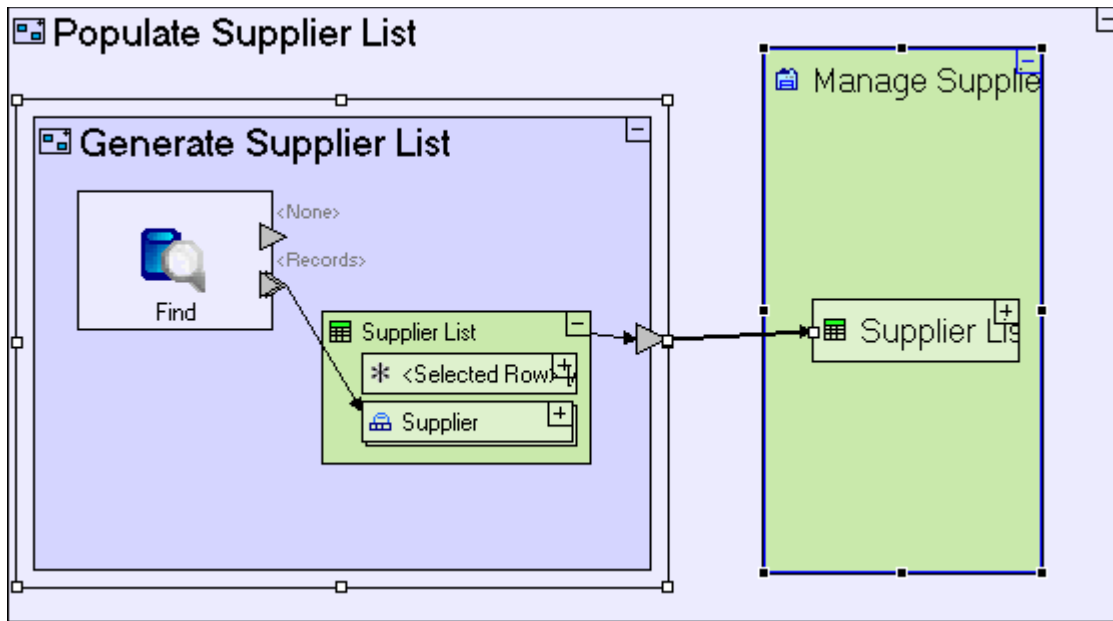 Populate Supplier List
Manage Supplie
Generate Supplier List
<None>
<Records>
Find
Supplier List
<Selected Row>
Supplier
Supplier Lis